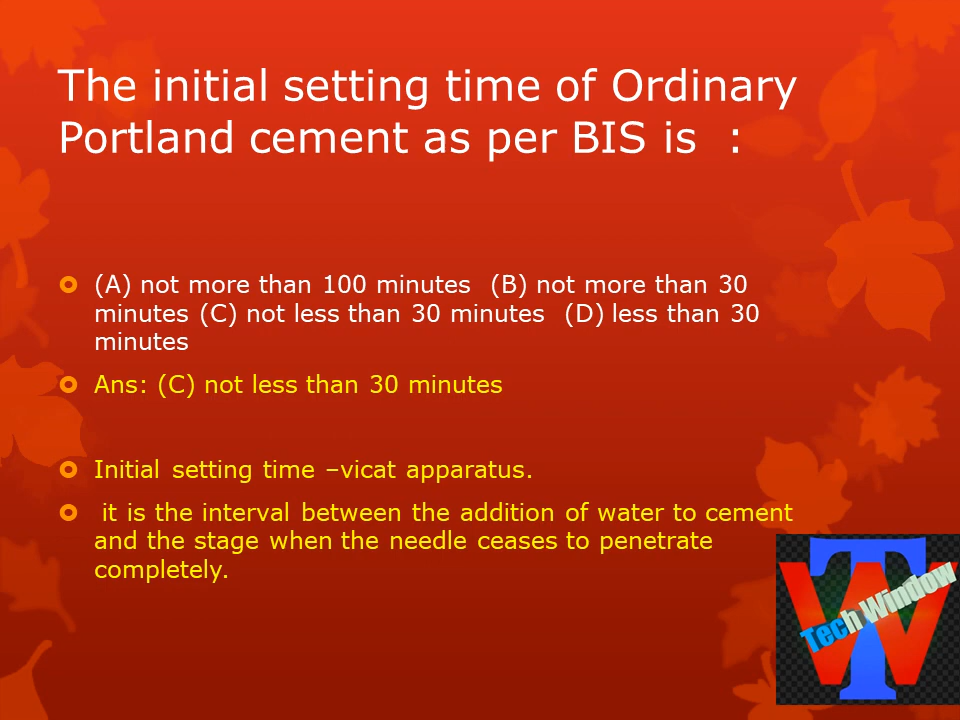 The initial setting time of Ordinary
Portland cement as per BIS is :
(A) not more than 100 minutes (B) not more than 30
minutes (C) not less than 30 minutes (D) less than 30
minutes
Ans: (C) not less than 30 minutes
Initial setting time –vicat apparatus.
it is the interval between the addition of water to cement
and the stage when the needle ceases to penetrate
completely.
TW
Tech Window